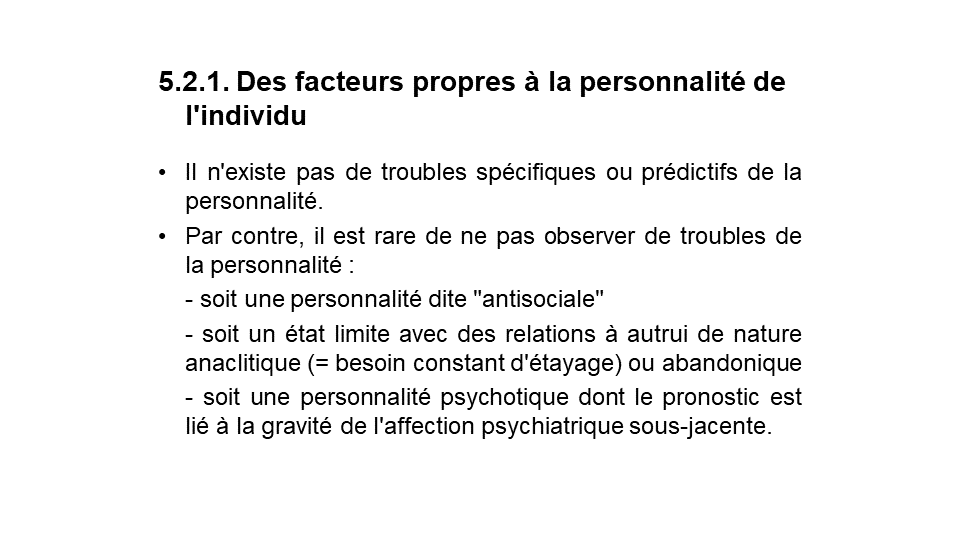 5.2.1. Des facteurs propres à la personnalité de
l'individu
• Il n'existe pas de troubles spécifiques ou prédictifs de la
personnalité.
• Par contre, il est rare de ne pas observer de troubles de
la personnalité :
- soit une personnalité dite "antisociale"
- soit un état limite avec des relations à autrui de nature
anaclitique (= besoin constant d'étayage) ou abandonique
- soit une personnalité psychotique dont le pronostic est
lié à la gravité de l'affection psychiatrique sous-jacente.